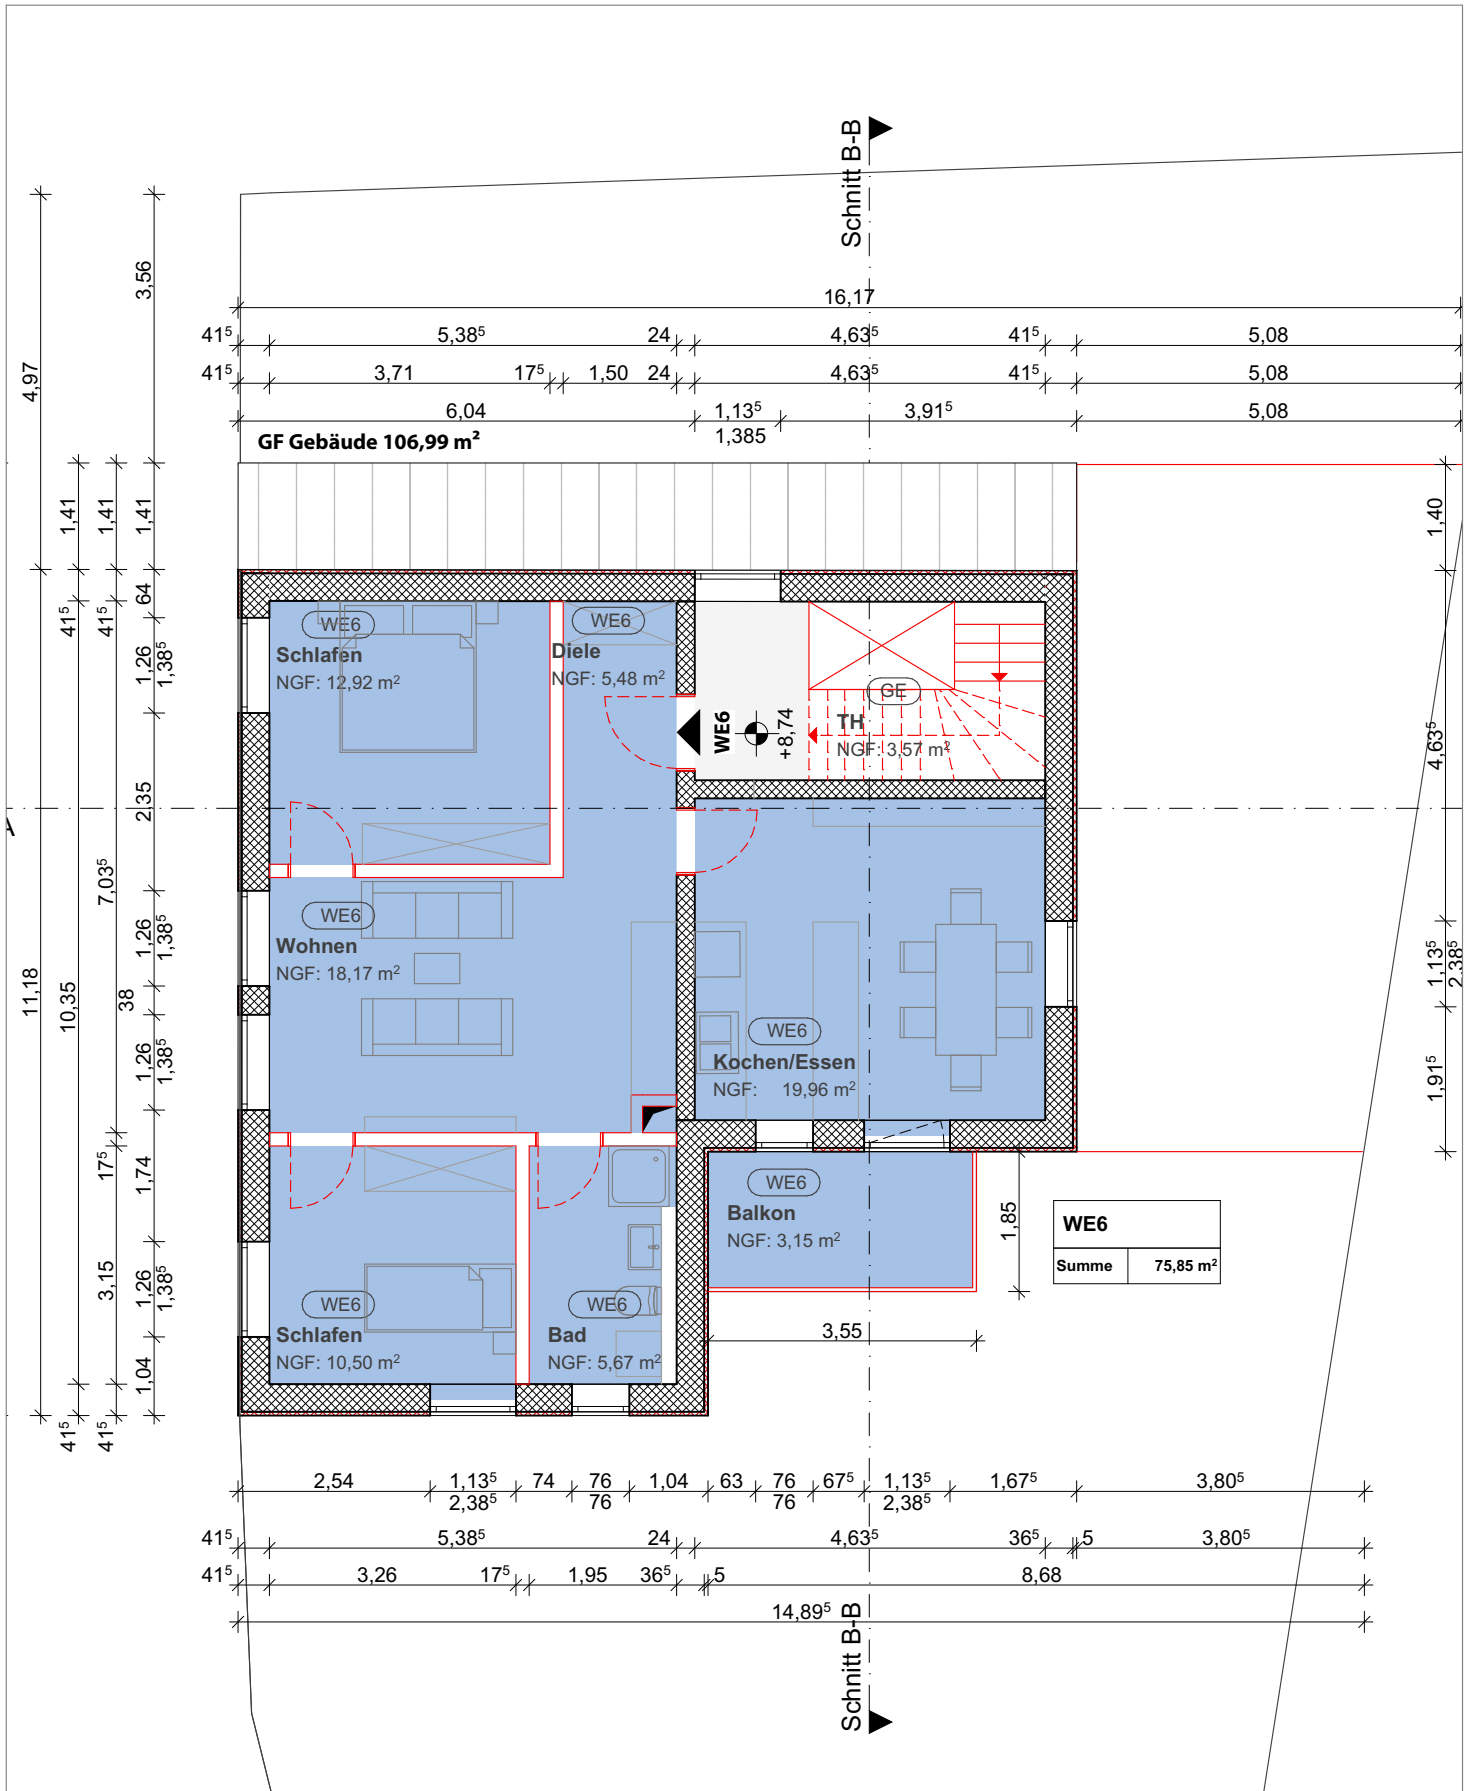 Schnitt B-B
16,17
41⁵ 5,38⁵ 24 4,63⁵ 41⁵ 5,08
41⁵ 3,71 17⁵ 1,50 24 4,63⁵ 41⁵ 5,08
6,04 1,13⁵ 3,91⁵ 5,08
1,385
GF Gebäude 106,99 m²
4,97
3,56
1,41
1,41
1,41
1,40
41⁵
41⁵
64
1,26
1,38⁵
2,35
7,03⁵
11,18
10,35
38
1,26
1,38⁵
1,26
1,38⁵
17⁵
1,74
3,15
1,26
1,38⁵
1,04
41⁵
41⁵
4,63⁵
1,13⁵
2,38⁵
1,91⁵
WE6
Schlafen
NGF: 12,92 m²
WE6
Diele
NGF: 5,48 m²
WE6
+8,74
GE
TH
NGF: 3,57 m²
A
WE6
Wohnen
NGF: 18,17 m²
WE6
Kochen/Essen
NGF: 19,96 m²
WE6
Balkon
NGF: 3,15 m²
1,85
3,55
WE6
Summe 75,85 m²
WE6
Schlafen
NGF: 10,50 m²
WE6
Bad
NGF: 5,67 m²
2,54 1,13⁵ 74 76 1,04 63 76 67⁵ 1,13⁵ 1,67⁵ 3,80⁵
2,38⁵ 76 76 2,38⁵
41⁵ 5,38⁵ 24 4,63⁵ 36⁵ 5 3,80⁵
41⁵ 3,26 17⁵ 1,95 36⁵ 5 8,68
14,89⁵
Schnitt B-B